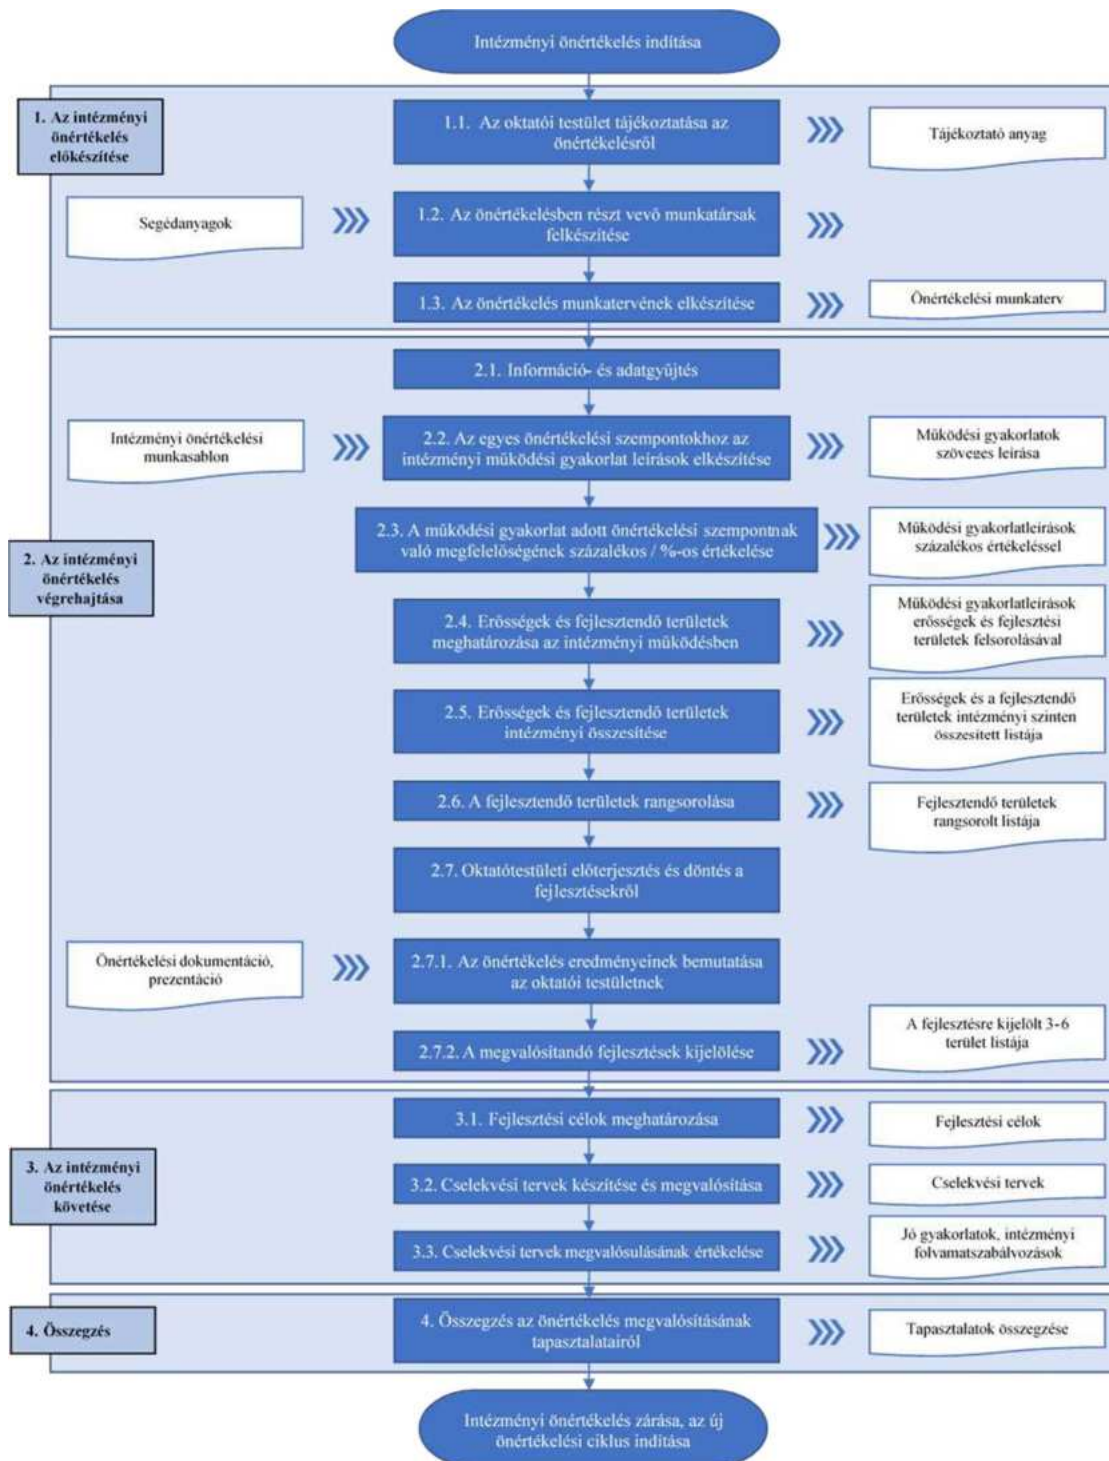 Intézményi önértékelés indítása
1. Az intézményi
önértékelés
előkészítése
1.1. Az oktatói testület tájékoztatása az
önértékelésről
Tájékoztató anyag
Segédanyagok
1.2. Az önértékelésben részt vevő munkatársak
felkészítése
1.3. Az önértékelés munkatervének elkészítése
Önértékelési munkaterv
2. Az intézményi
önértékelés
végrehajtása
2.1. Információ- és adatgyűjtés
Intézményi önértékelési
munkasablon
2.2. Az egyes önértékelési szempontokhoz az
intézményi működési gyakorlat leírások elkészítése
Működési gyakorlatok
szöveges leírása
2.3. A működési gyakorlat adott önértékelési szempontnak
való megfelelőségének százalékos / %-os értékelése
Működési gyakorlatleírások
százalékos értékeléssel
2.4. Erősségek és fejlesztendő területek
meghatározása az intézményi működésben
Működési gyakorlatleírások
erősségek és fejlesztési
területek felsorolásával
2.5. Erősségek és fejlesztendő területek
intézményi összesítése
Erősségek és a fejlesztendő
területek intézményi szinten
összesített listája
2.6. A fejlesztendő területek rangsorolása
Fejlesztendő területek
rangsorolt listája
2.7. Oktatótestületi előterjesztés és döntés a
fejlesztésekről
Önértékelési dokumentáció,
prezentáció
2.7.1. Az önértékelés eredményeinek bemutatása
az oktatói testületnek
2.7.2. A megvalósítandó fejlesztések kijelölése
A fejlesztésre kijelölt 3-6
terület listája
3. Az intézményi
önértékelés
követése
3.1. Fejlesztési célok meghatározása
Fejlesztési célok
3.2. Cselekvési tervek készítése és megvalósítása
Cselekvési tervek
3.3. Cselekvési tervek megvalósulásának értékelése
Jó gyakorlatok, intézményi
folyamatszabályozások
4. Összegzés
4. Összegzés az önértékelés megvalósításának
tapasztalatairól
Tapasztalatok összegzése
Intézményi önértékelés zárása, az új
önértékelési ciklus indítása